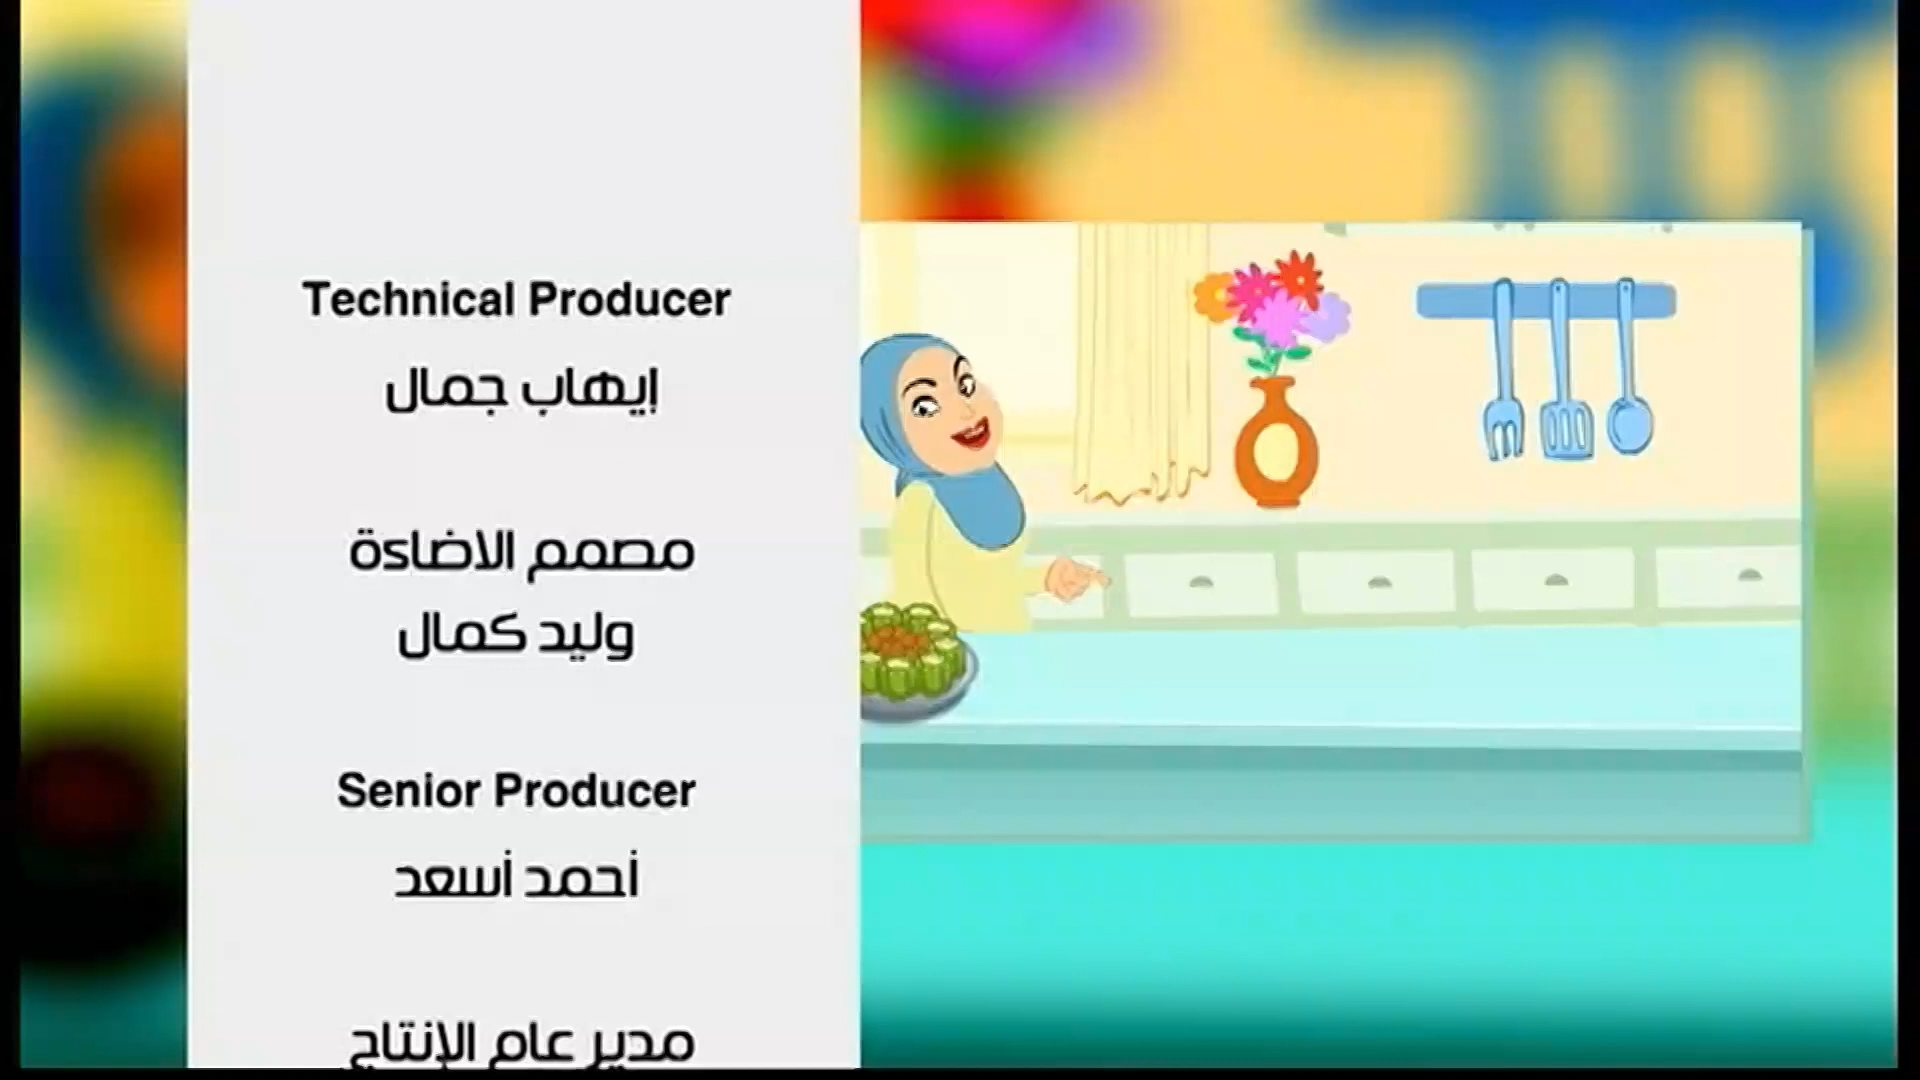 Technical Producer
إيهاب جمال
مصمم الاضاءة
وليد كمال
Senior Producer
أحمد أسعد
مدير عام الإنتاج